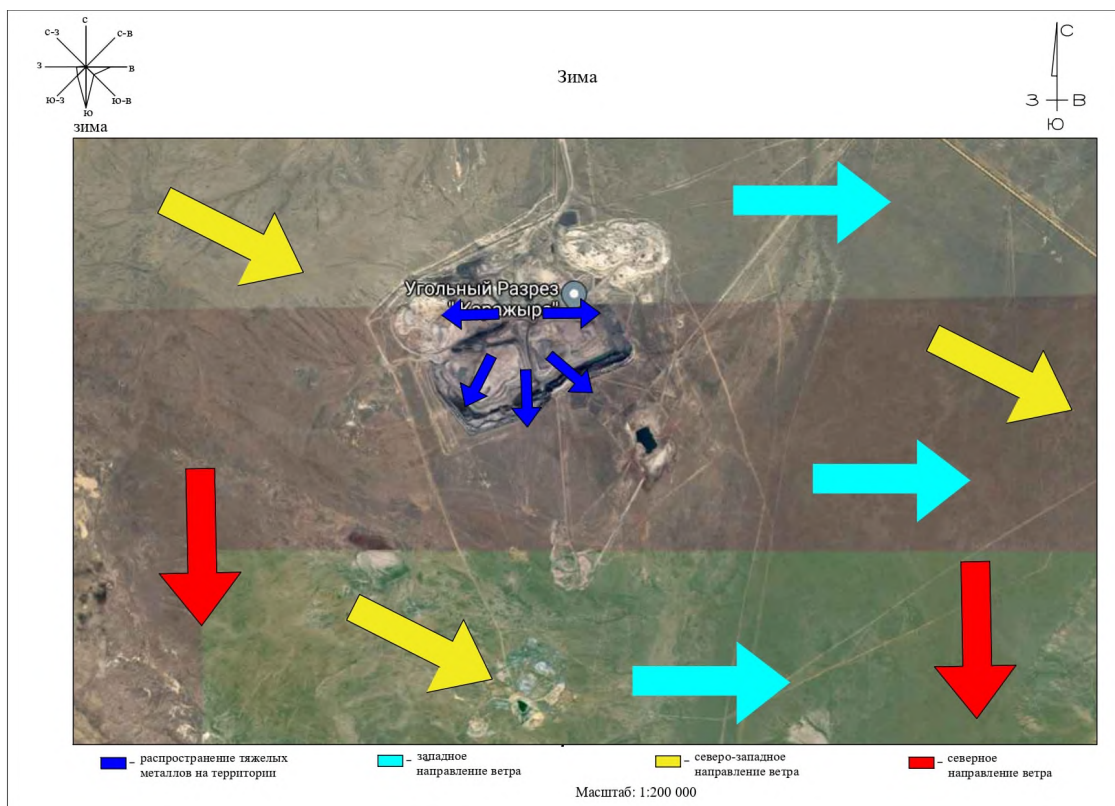 с
с-з
с-в
з
в
ю-з
ю-в
ю
зима
Зима
С
З
В
Ю
Угольный Разрез
"Каражыра"
– распространение тяжелых
металлов на территории
– западное
направление ветра
– северо-западное
направление ветра
– северное
направление ветра
Масштаб: 1:200 000